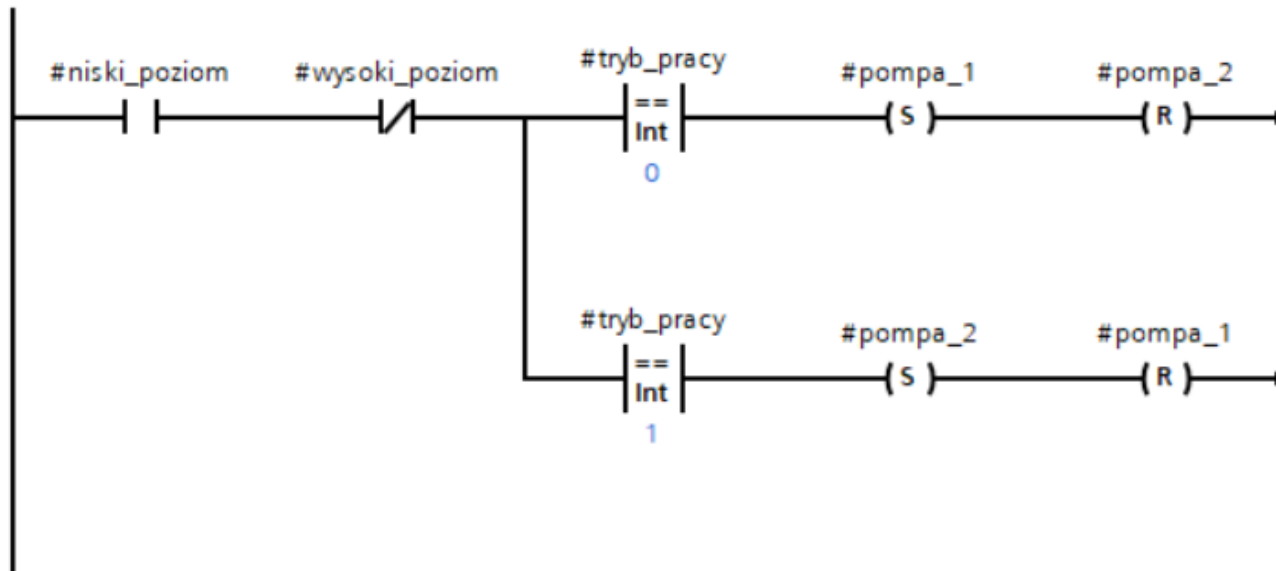 #niski_poziom #wysoki_poziom #tryb_pracy #pompa_1 #pompa_2
==
Int
0
S
R
#tryb_pracy #pompa_2 #pompa_1
==
Int
1
S
R